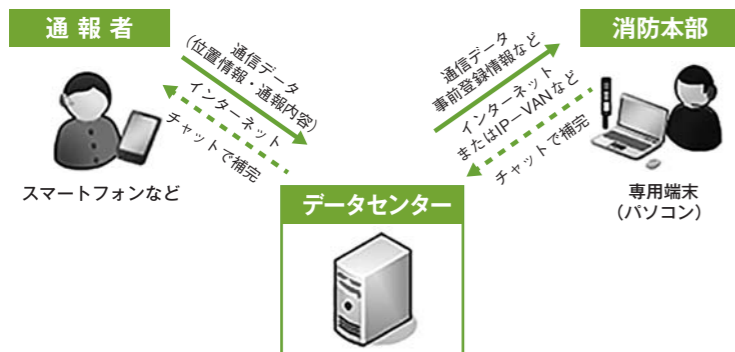 通報者
消防本部
通信データ
（位置情報・通報内容）
インターネット
チャットで補完
通信データ
事前登録情報など
インターネット
またはIP－VANなど
チャットで補完
スマートフォンなど
専用端末
（パソコン）
データセンター